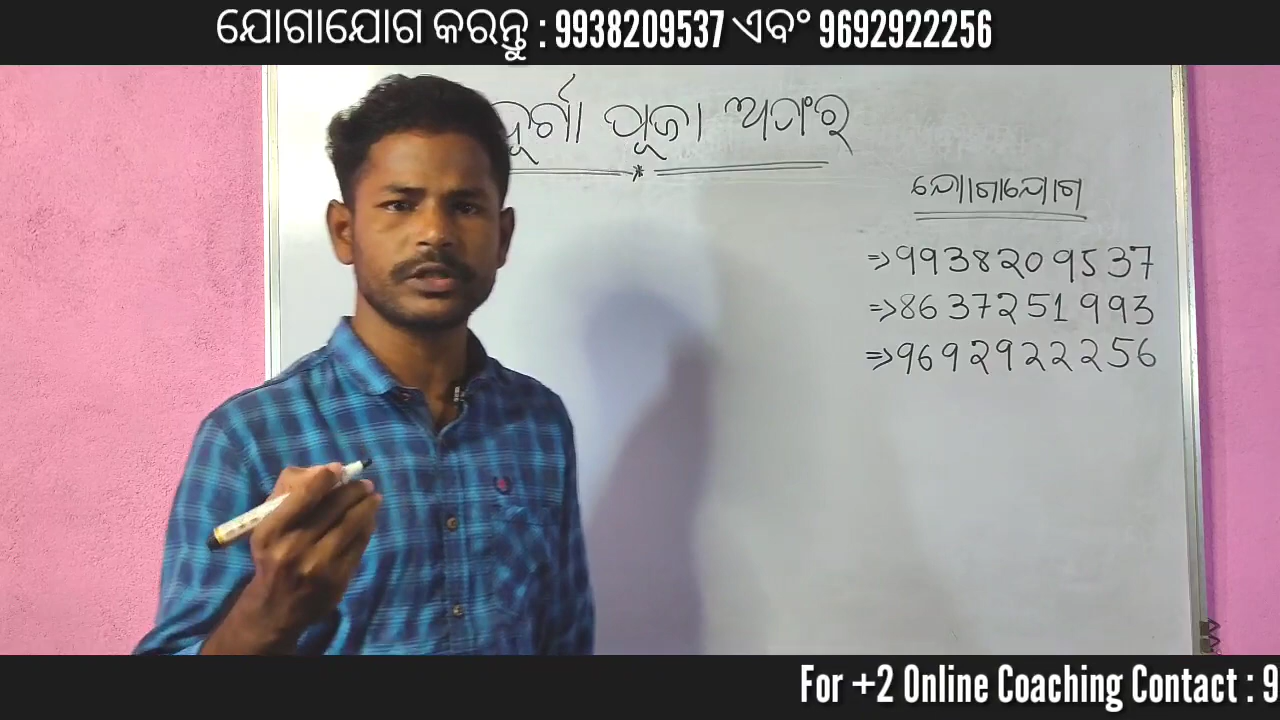 ଯୋଗାଯୋଗ କରନ୍ତୁ : 9938209537 ଏବଂ 9692922256
ଦୂର୍ଗା ପୂଜା ଅଫର୍
ଯୋଗାଯୋଗ
⇒ 9938209537
⇒ 8637251993
⇒ 9692922256
For +2 Online Coaching Contact : 9